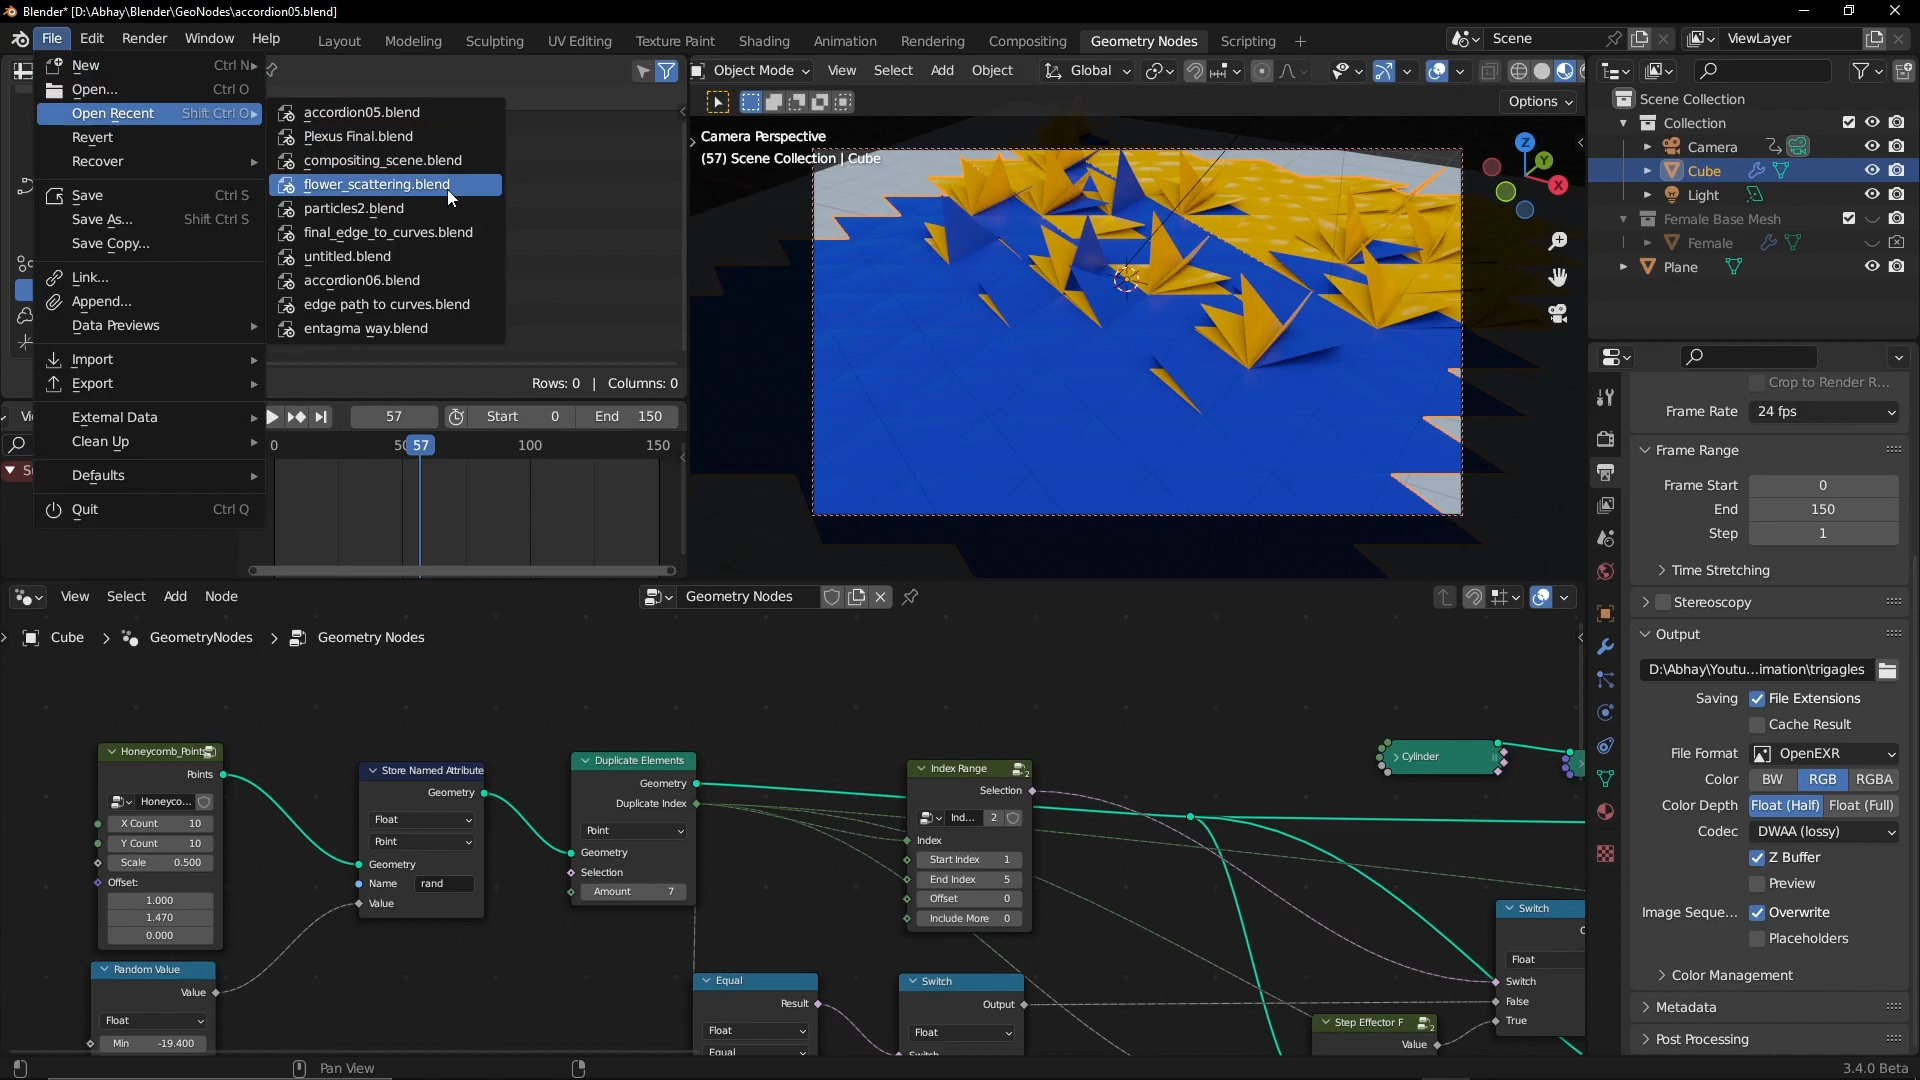 Blender* [D:\Abhay\Blender\GeoNodes\accordion05.blend]
File Edit Render Window Help
Layout Modeling Sculpting UV Editing Texture Paint Shading Animation Rendering Compositing Geometry Nodes Scripting +
Scene
ViewLayer
New Ctrl N
Open... Ctrl O
Open Recent Shift Ctrl O
Revert
Recover
Save Ctrl S
Save As... Shift Ctrl S
Save Copy...
Link...
Append...
Data Previews
Import
Export
External Data
Clean Up
Defaults
Quit Ctrl Q
accordion05.blend
Plexus Final.blend
compositing_scene.blend
flower_scattering.blend
particles2.blend
final_edge_to_curves.blend
untitled.blend
accordion06.blend
edge path to curves.blend
entagma way.blend
Rows: 0 | Columns: 0
57 Start 0 End 150
0 50 57 100 150
Object Mode View Select Add Object Global
Options
Camera Perspective
(57) Scene Collection | Cube
Z
Y
X
Scene Collection
Collection
Camera
Cube
Light
Female Base Mesh
Female
Plane
Crop to Render R...
Frame Rate 24 fps
Frame Range
Frame Start 0
End 150
Step 1
Time Stretching
Stereoscopy
Output
D:\Abhay\Youtu...imation\trigagles
Saving File Extensions
Cache Result
File Format OpenEXR
Color BW RGB RGBA
Color Depth Float (Half) Float (Full)
Codec DWAA (lossy)
Z Buffer
Preview
Image Seque... Overwrite
Placeholders
Color Management
Metadata
Post Processing
View Select Add Node
Geometry Nodes
Cube > GeometryNodes > Geometry Nodes
Honeycomb_Points
Points
Honeyco...
X Count 10
Y Count 10
Scale 0.500
Offset:
1.000
1.470
0.000
Random Value
Value
Float
Min -19.400
Store Named Attribute
Geometry
Float
Point
Geometry
Name rand
Value
Duplicate Elements
Geometry
Duplicate Index
Point
Geometry
Selection
Amount 7
Index Range 2
Selection
Ind... 2
Index
Start Index 1
End Index 5
Offset 0
Include More 0
Equal
Result
Float
Equal
Switch
Output
Float
Switch
Cylinder
Switch
Float
Switch
False
True
Step Effector F 2
Value
Pan View
3.4.0 Beta